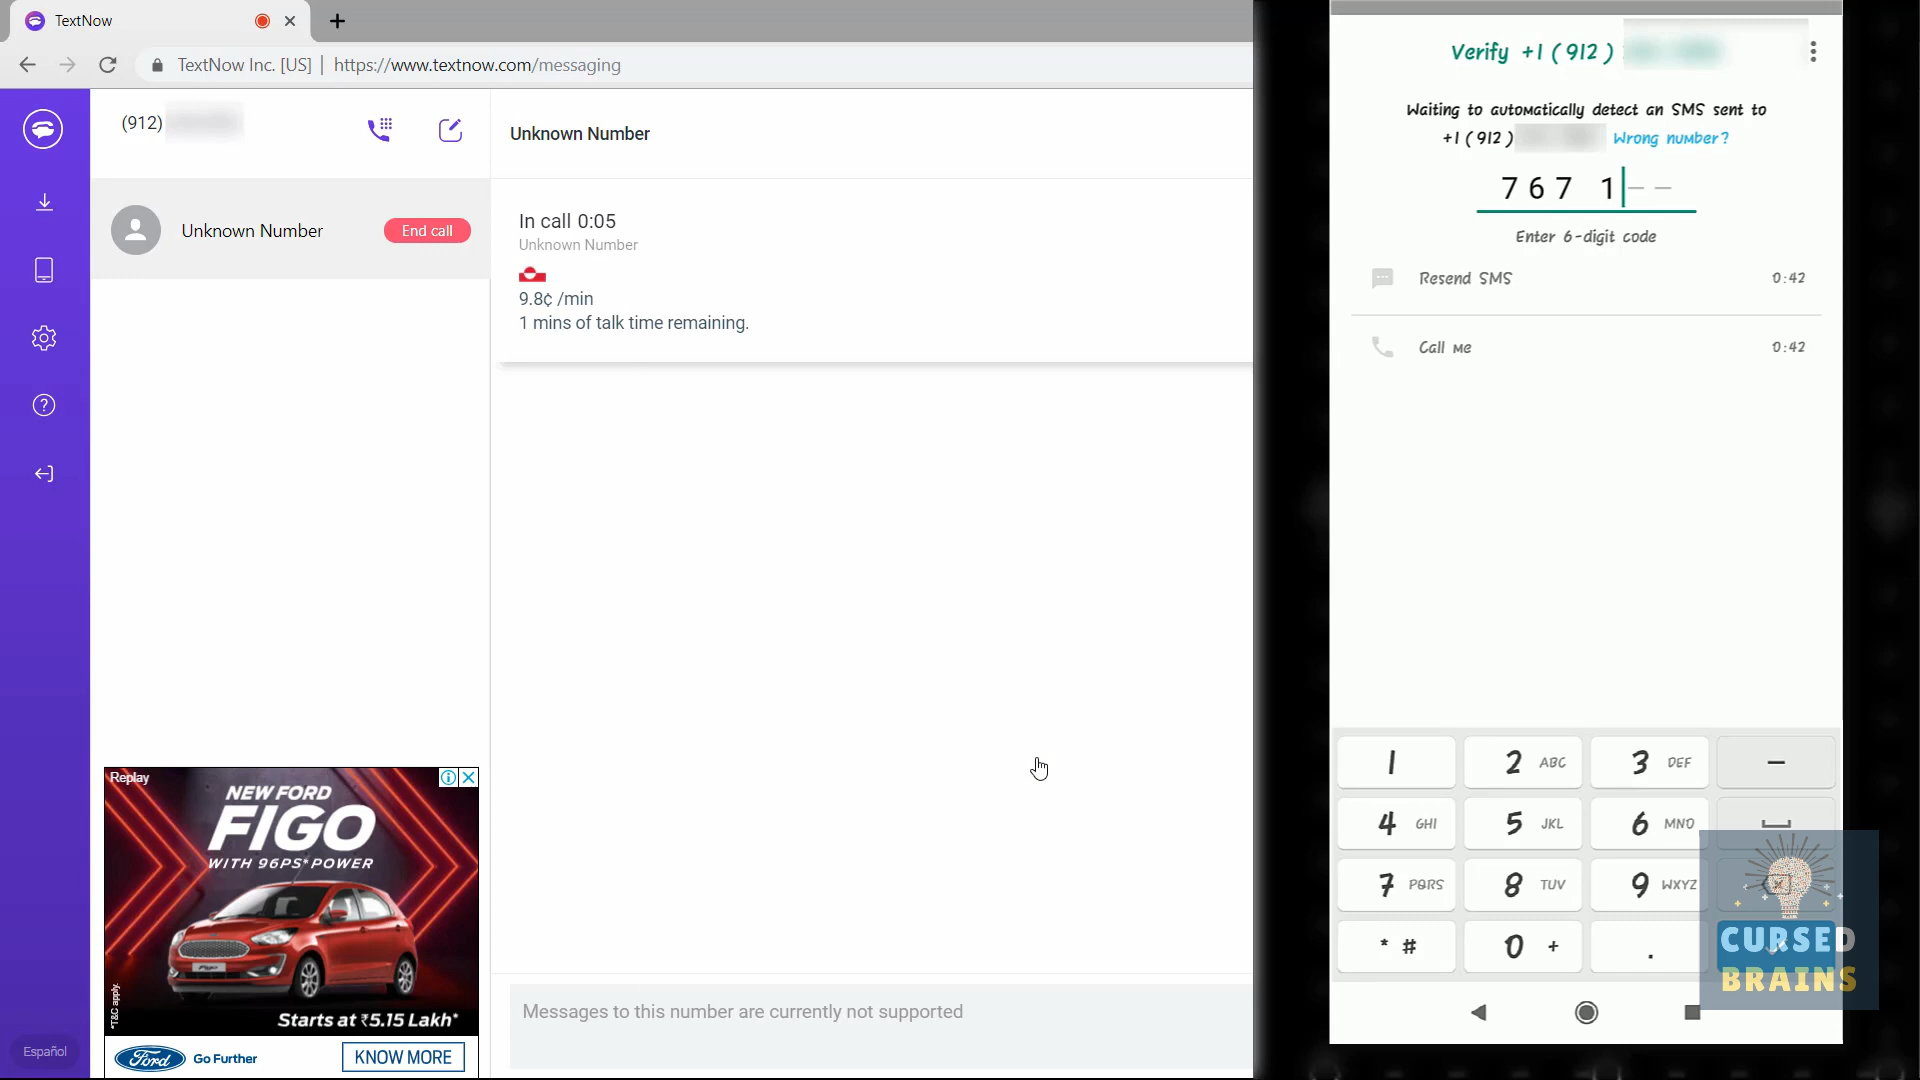 TextNow
TextNow Inc. [US] | https://www.textnow.com/messaging
(912)
Unknown Number
Unknown Number
End call
In call 0:05
Unknown Number
9.8¢ /min
1 mins of talk time remaining.
Replay
NEW FORD
FIGO
WITH 96PS* POWER
*T&C apply.
Starts at ₹5.15 Lakh*
Ford
Go Further
KNOW MORE
Español
Messages to this number are currently not supported
Verify +1 (912)
Waiting to automatically detect an SMS sent to
+1 (912) Wrong number?
767 1––
Enter 6-digit code
Resend SMS 0:42
Call me 0:42
1 2 ABC 3 DEF –
4 GHI 5 JKL 6 MNO
7 PQRS 8 TUV 9 WXYZ
* # 0 + .
CURSED
BRAINS